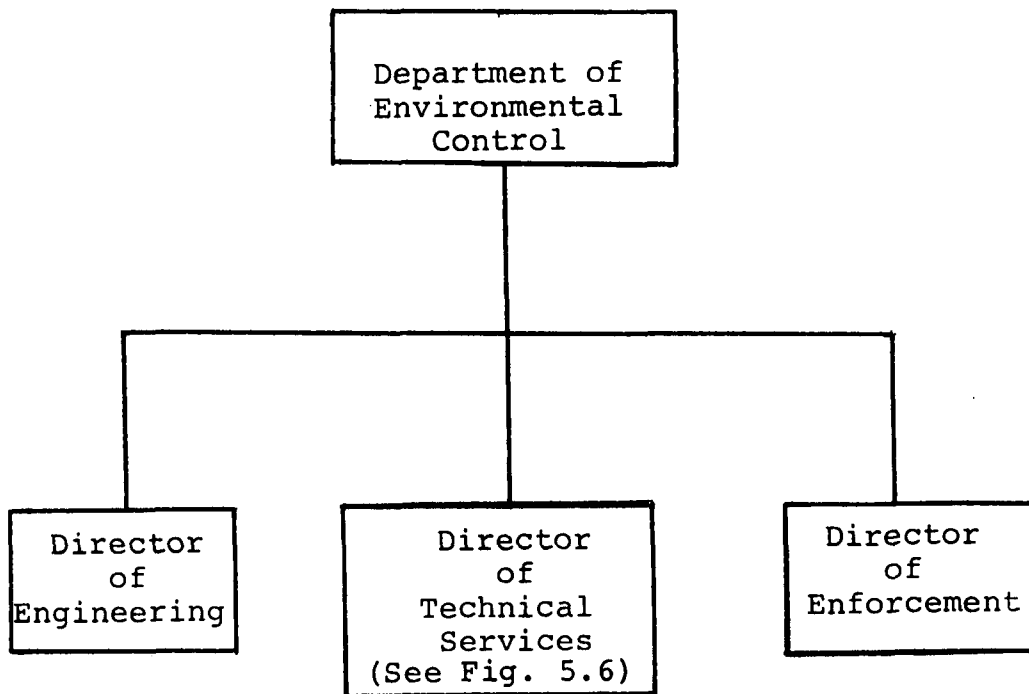 Department of
Environmental
Control
Director
of
Engineering
Director
of
Technical
Services
(See Fig. 5.6)
Director
of
Enforcement